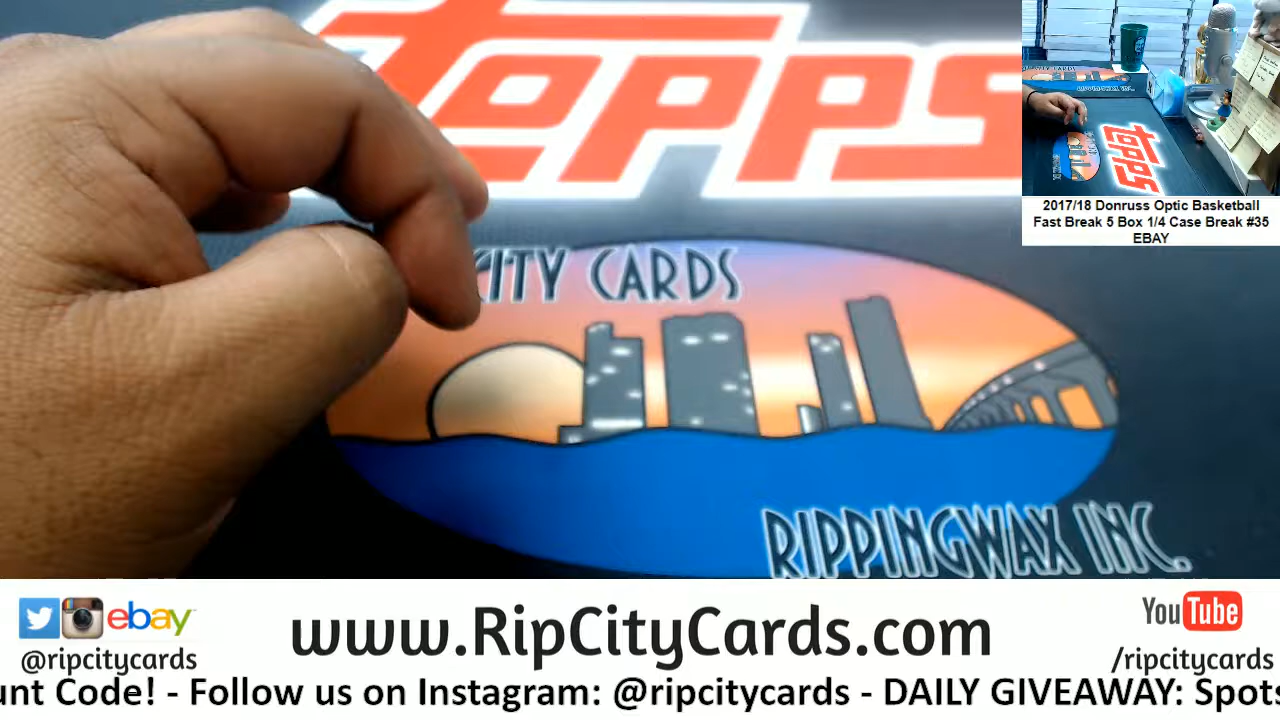 TOPPS
CITY CARDS
RIPPINGWAX INC.
TOPPS
2017/18 Donruss Optic Basketball
Fast Break 5 Box 1/4 Case Break #35
EBAY
ebay
@ripcitycards
www.RipCityCards.com
YouTube
/ripcitycards
unt Code! - Follow us on Instagram: @ripcitycards - DAILY GIVEAWAY: Spots